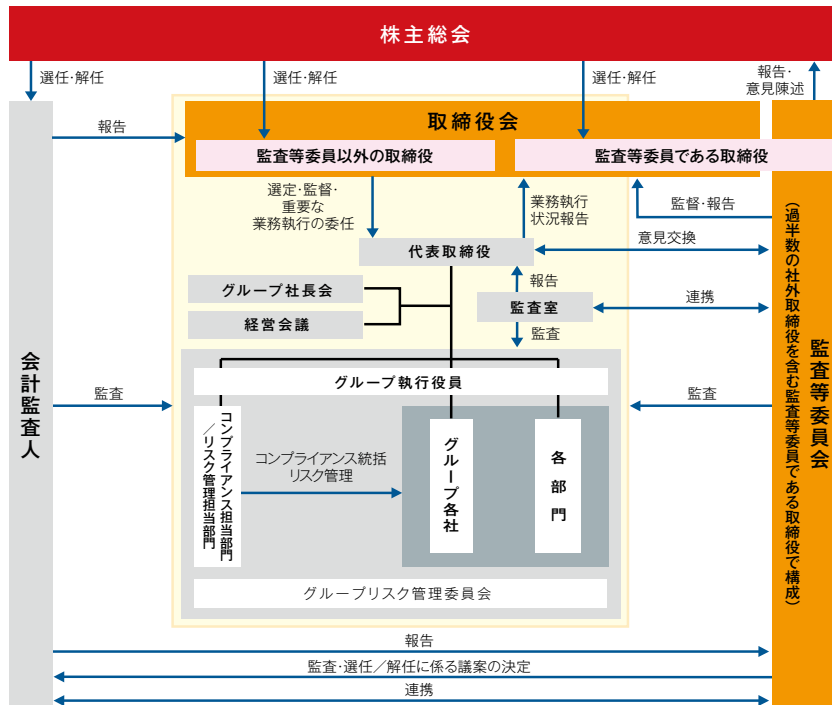 株主総会
選任・解任
選任・解任
選任・解任
報告・
意見陳述
報告
取締役会
監査等委員以外の取締役
監査等委員である取締役
選定・監督・
重要な
業務執行の委任
業務執行
状況報告
監督・報告
代表取締役
意見交換
グループ社長会
経営会議
報告
監査室
連携
監査
会計監査人
監査
グループ執行役員
監査
コンプライアンス担当部門
／リスク管理担当部門
コンプライアンス統括
リスク管理
グループ各社
各部門
グループリスク管理委員会
監査等委員会
（過半数の社外取締役を含む監査等委員である取締役で構成）
報告
監査・選任／解任に係る議案の決定
連携